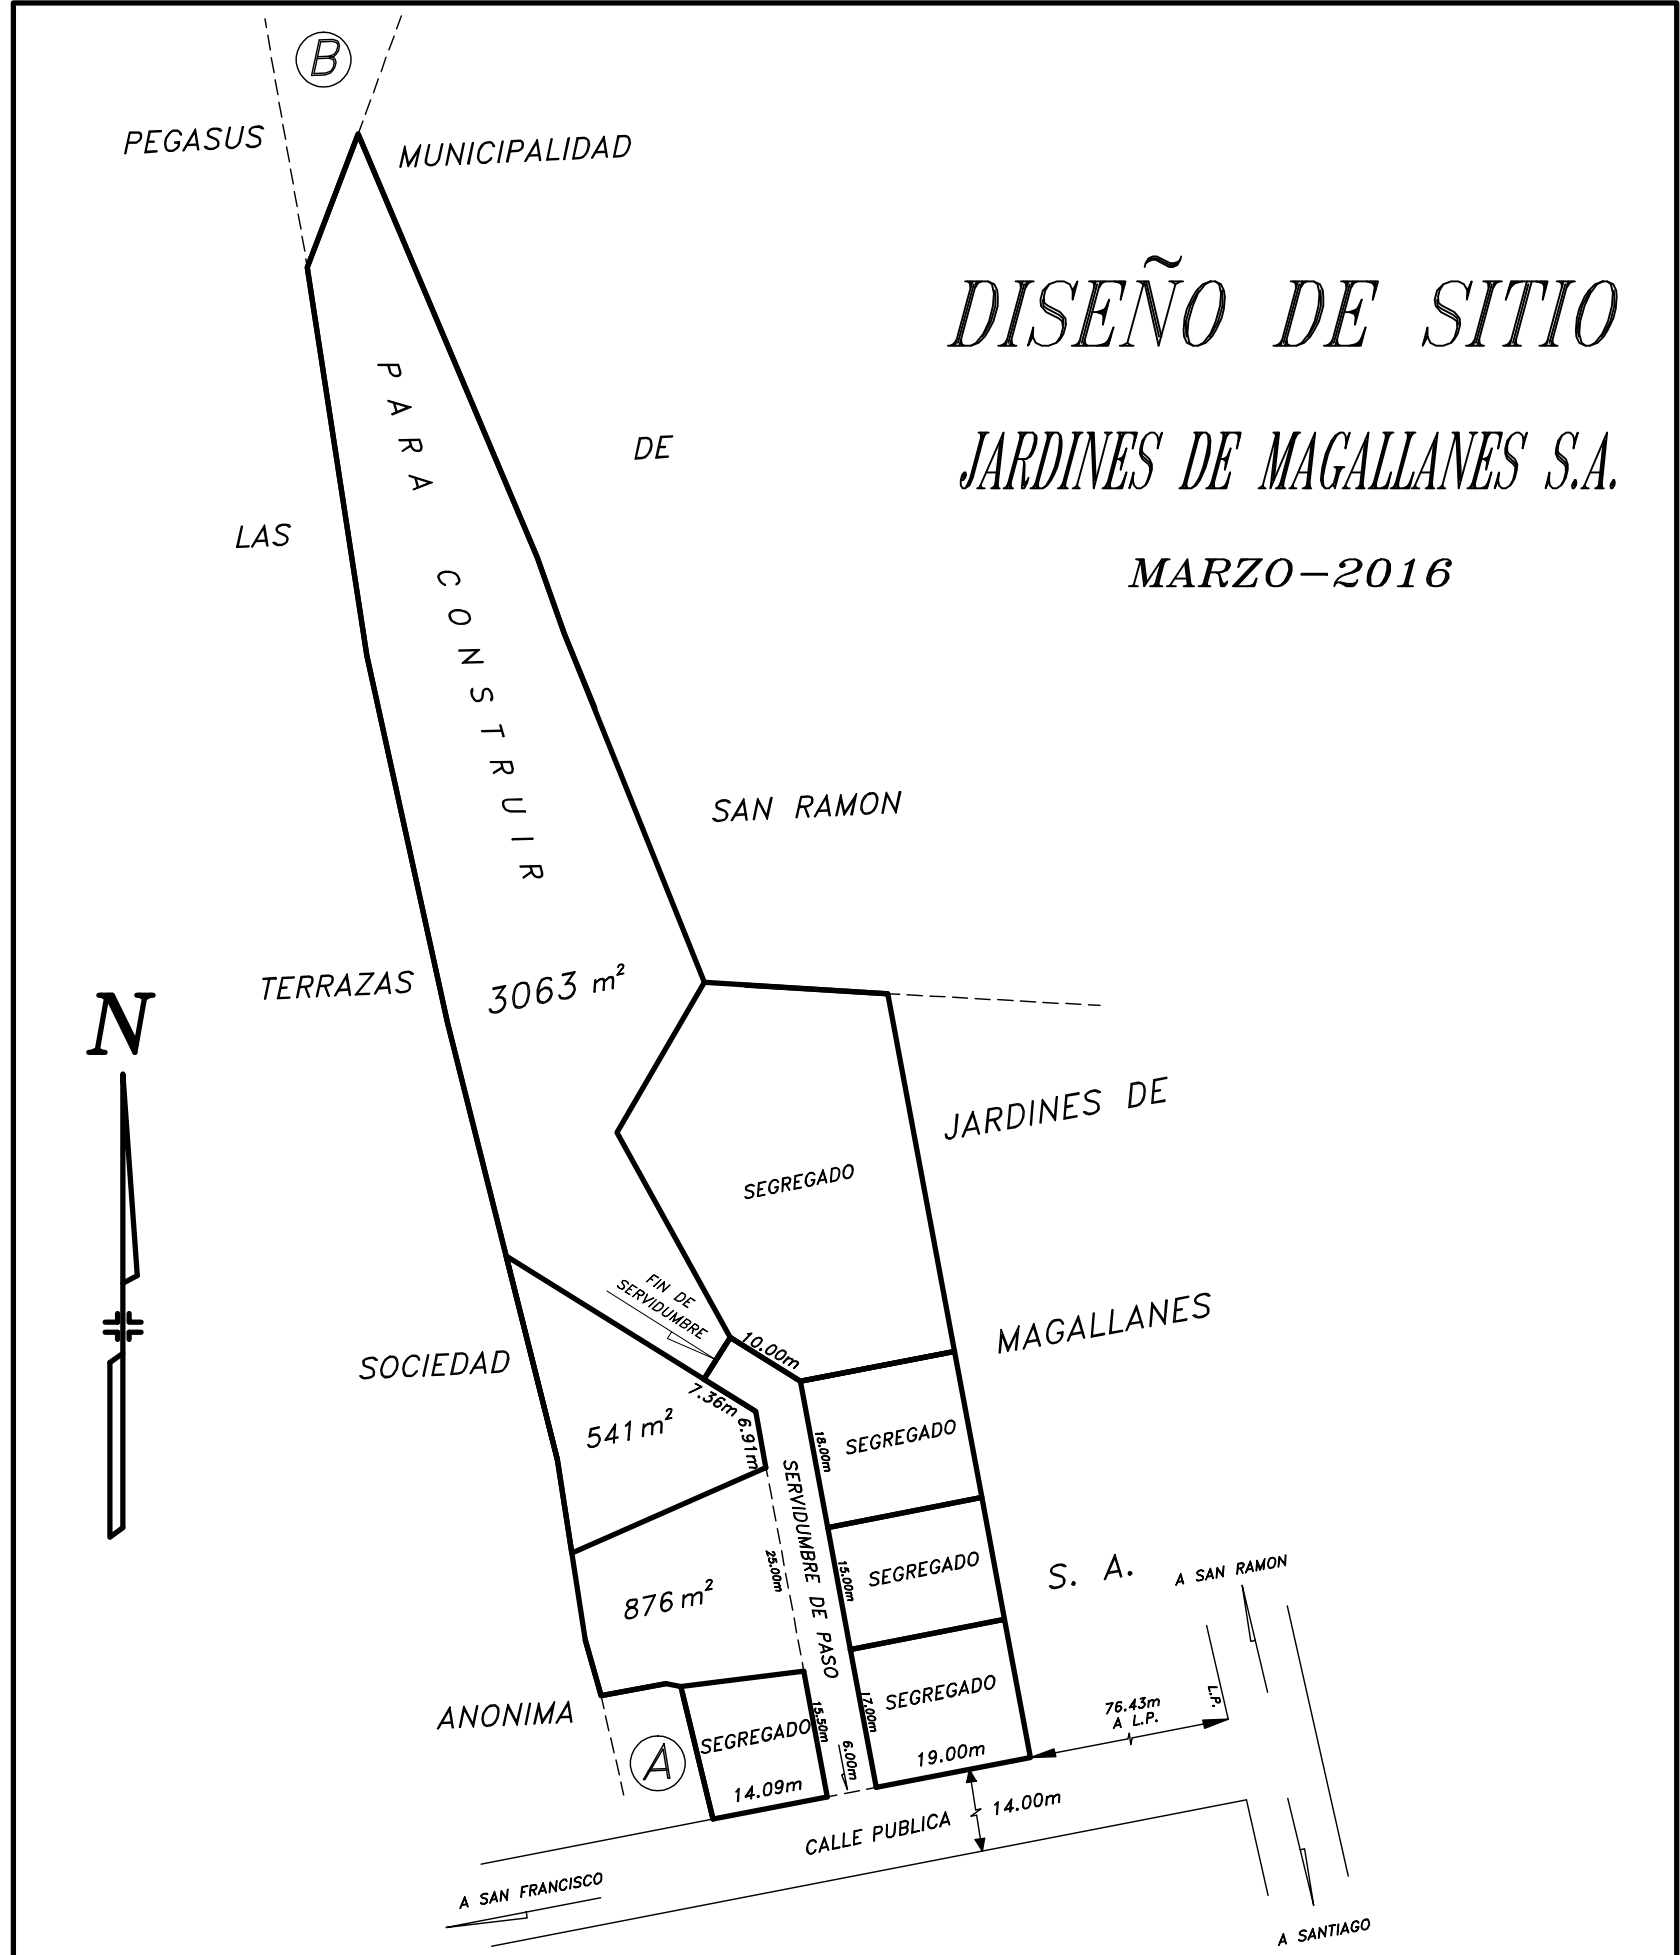 B
PEGASUS
MUNICIPALIDAD
DISEÑO DE SITIO
JARDINES DE MAGALLANES S.A.
MARZO-2016
PARA CONSTRUIR
DE
LAS
SAN RAMON
TERRAZAS
3063 m²
N
JARDINES DE
SEGREGADO
MAGALLANES
FIN DE
SERVIDUMBRE
10.00m
SOCIEDAD
7.36m
6.91m
541 m²
18.00m
SEGREGADO
SERVIDUMBRE DE PASO
25.00m
15.00m
SEGREGADO
S. A.
A SAN RAMON
876 m²
17.00m
SEGREGADO
L.P.
76.43m
A L.P.
ANONIMA
A
SEGREGADO
15.50m
6.00m
19.00m
14.09m
14.00m
CALLE PUBLICA
A SAN FRANCISCO
A SANTIAGO